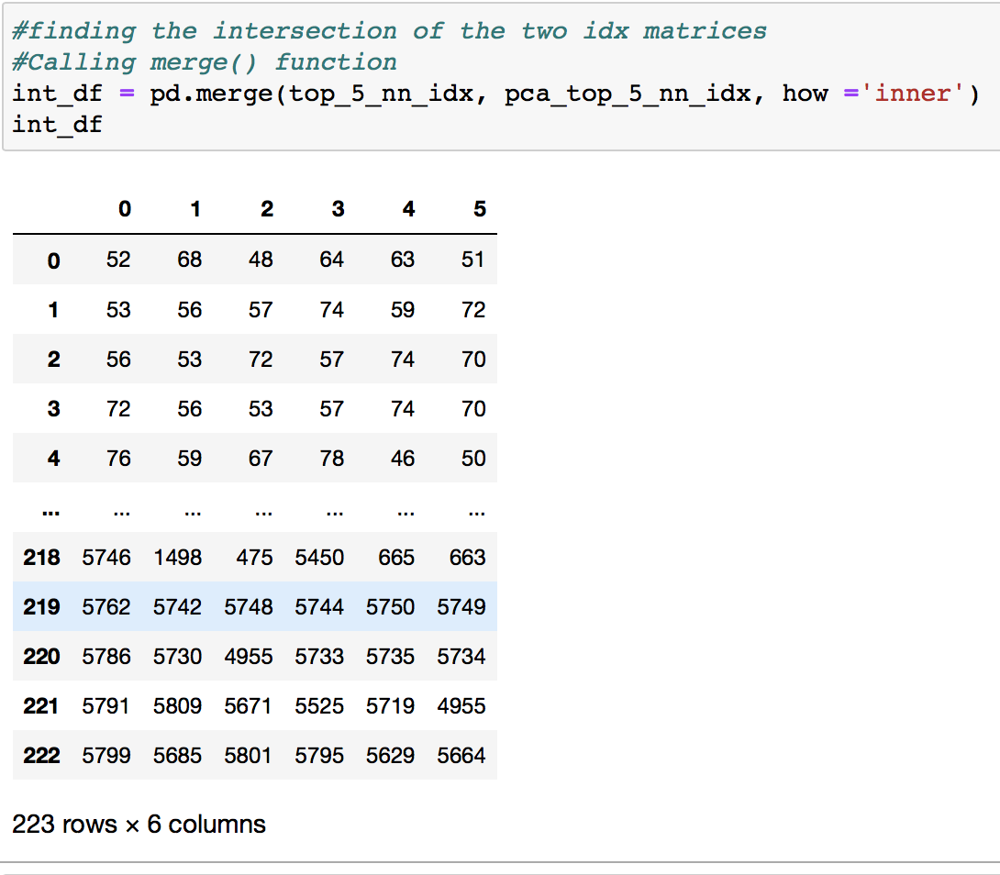 #finding the intersection of the two idx matrices
#Calling merge() function
int_df = pd.merge(top_5_nn_idx, pca_top_5_nn_idx, how ='inner')
int_df
0 1 2 3 4 5
0 52 68 48 64 63 51
1 53 56 57 74 59 72
2 56 53 72 57 74 70
3 72 56 53 57 74 70
4 76 59 67 78 46 50
... ... ... ... ... ... ...
218 5746 1498 475 5450 665 663
219 5762 5742 5748 5744 5750 5749
220 5786 5730 4955 5733 5735 5734
221 5791 5809 5671 5525 5719 4955
222 5799 5685 5801 5795 5629 5664
223 rows × 6 columns